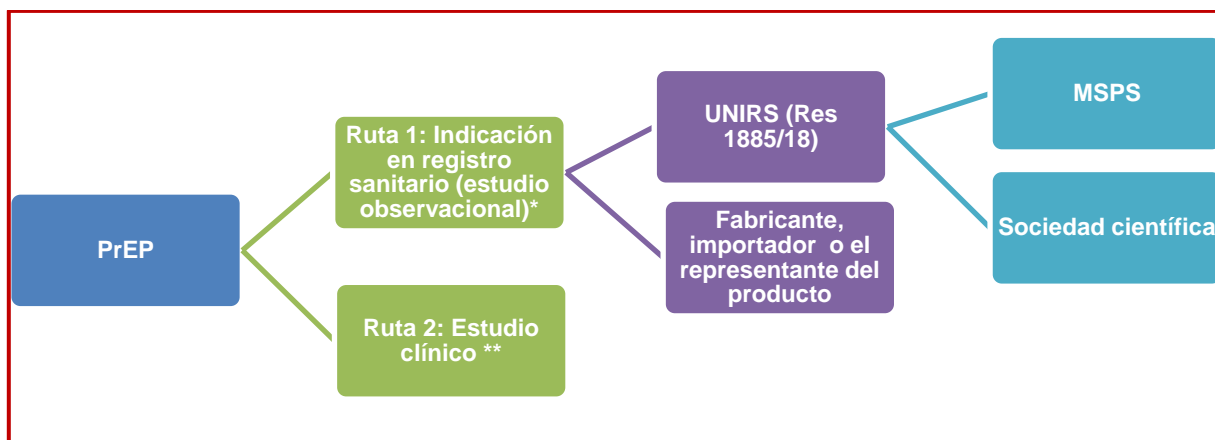 PrEP
Ruta 1: Indicación
en registro
sanitario (estudio
observacional)*
Ruta 2: Estudio
clínico **
UNIRS (Res
1885/18)
Fabricante,
importador o el
representante del
producto
MSPS
Sociedad científica